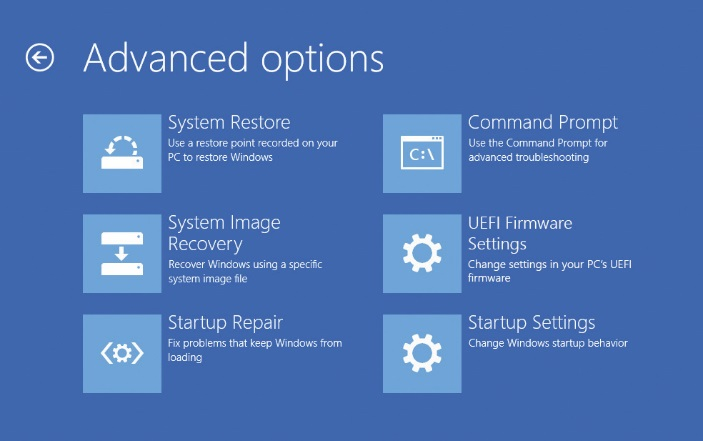 Advanced options
System Restore
Use a restore point recorded on your
PC to restore Windows
Command Prompt
Use the Command Prompt for
advanced troubleshooting
C:\
System Image
Recovery
Recover Windows using a specific
system image file
UEFI Firmware
Settings
Change settings in your PC's UEFI
firmware
Startup Repair
Fix problems that keep Windows from
loading
Startup Settings
Change Windows startup behavior